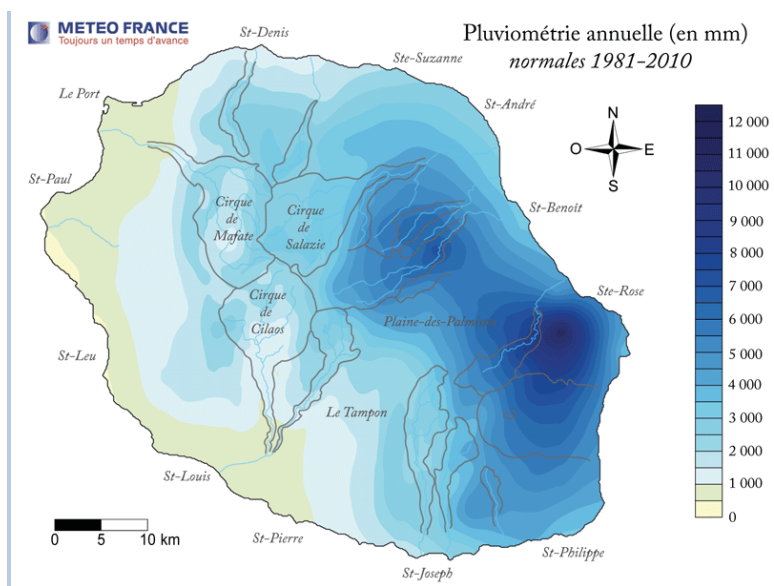 METEO FRANCE
Toujours un temps d'avance
Pluviométrie annuelle (en mm)
normales 1981-2010
St-Denis
Ste-Suzanne
Le Port
St-André
N
O
E
S
St-Paul
Cirque
de
Mafate
Cirque
de
Salazie
St-Benoît
Cirque
de
Cilaos
Ste-Rose
Plaine-des-Palmistes
St-Leu
Le Tampon
St-Louis
St-Pierre
St-Joseph
St-Philippe
0
5
10 km
12 000
11 000
10 000
9 000
8 000
7 000
6 000
5 000
4 000
3 000
2 000
1 000
0